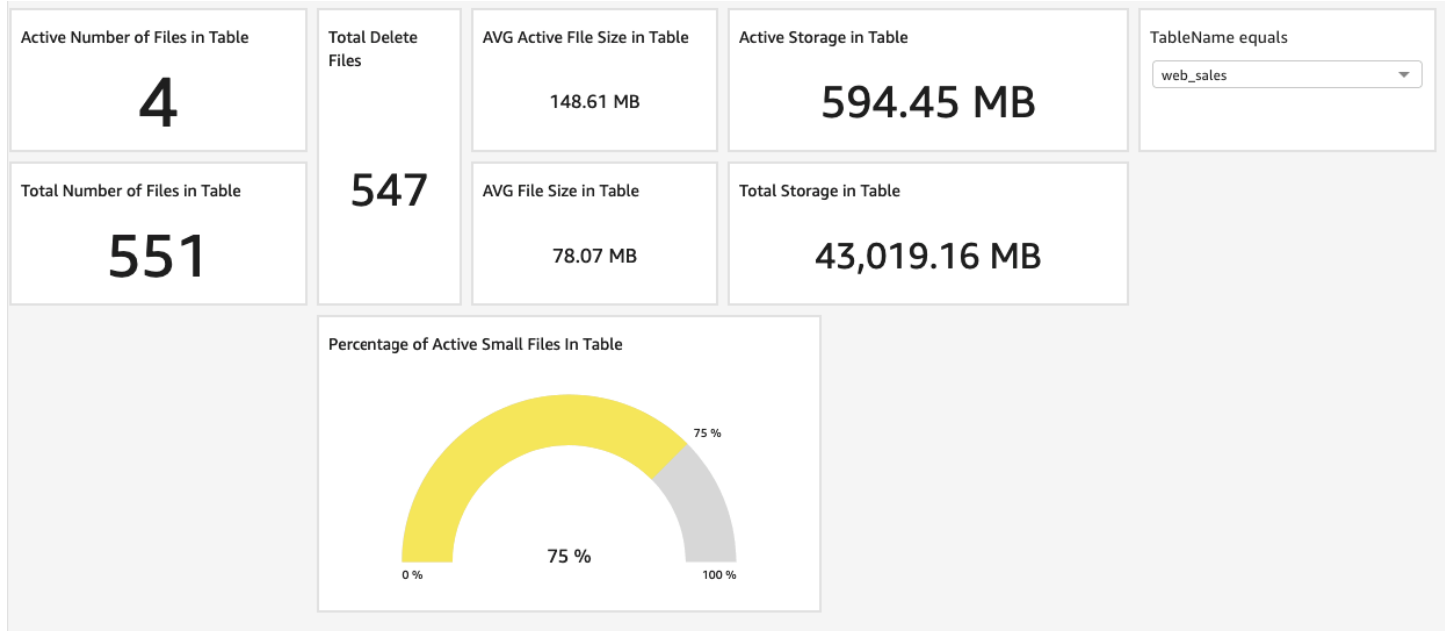 Active Number of Files in Table
4
Total Delete
Files
547
AVG Active FIle Size in Table
148.61 MB
Active Storage in Table
594.45 MB
TableName equals
web_sales
Total Number of Files in Table
551
AVG File Size in Table
78.07 MB
Total Storage in Table
43,019.16 MB
Percentage of Active Small Files In Table
75 %
75 %
0 %
100 %